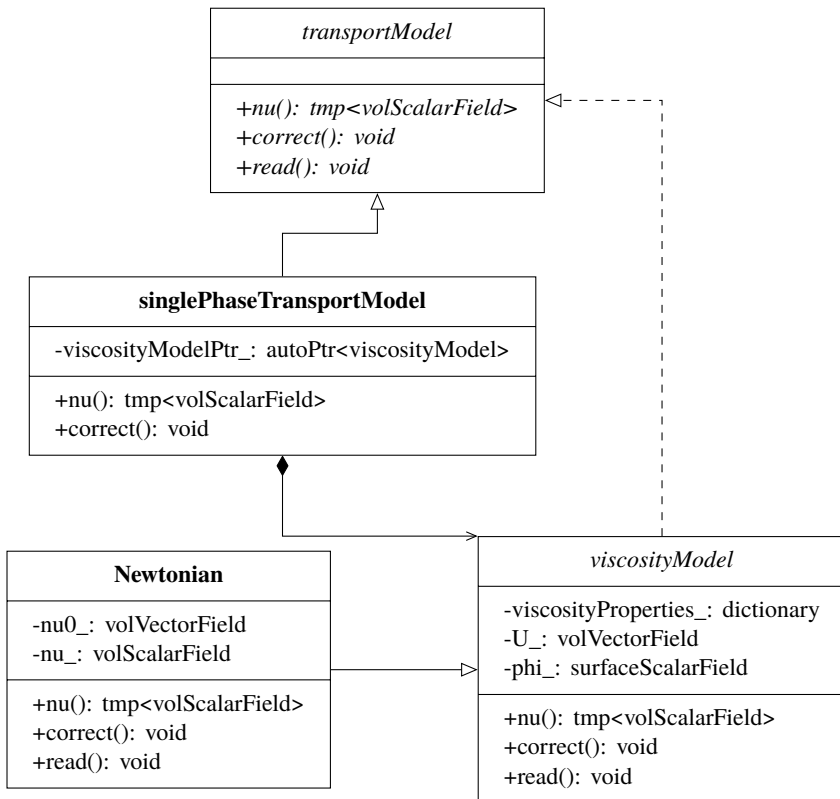 transportModel
+nu(): tmp<volScalarField>
+correct(): void
+read(): void
singlePhaseTransportModel
-viscosityModelPtr_: autoPtr<viscosityModel>
+nu(): tmp<volScalarField>
+correct(): void
Newtonian
-nu0_: volVectorField
-nu_: volScalarField
+nu(): tmp<volScalarField>
+correct(): void
+read(): void
viscosityModel
-viscosityProperties_: dictionary
-U_: volVectorField
-phi_: surfaceScalarField
+nu(): tmp<volScalarField>
+correct(): void
+read(): void